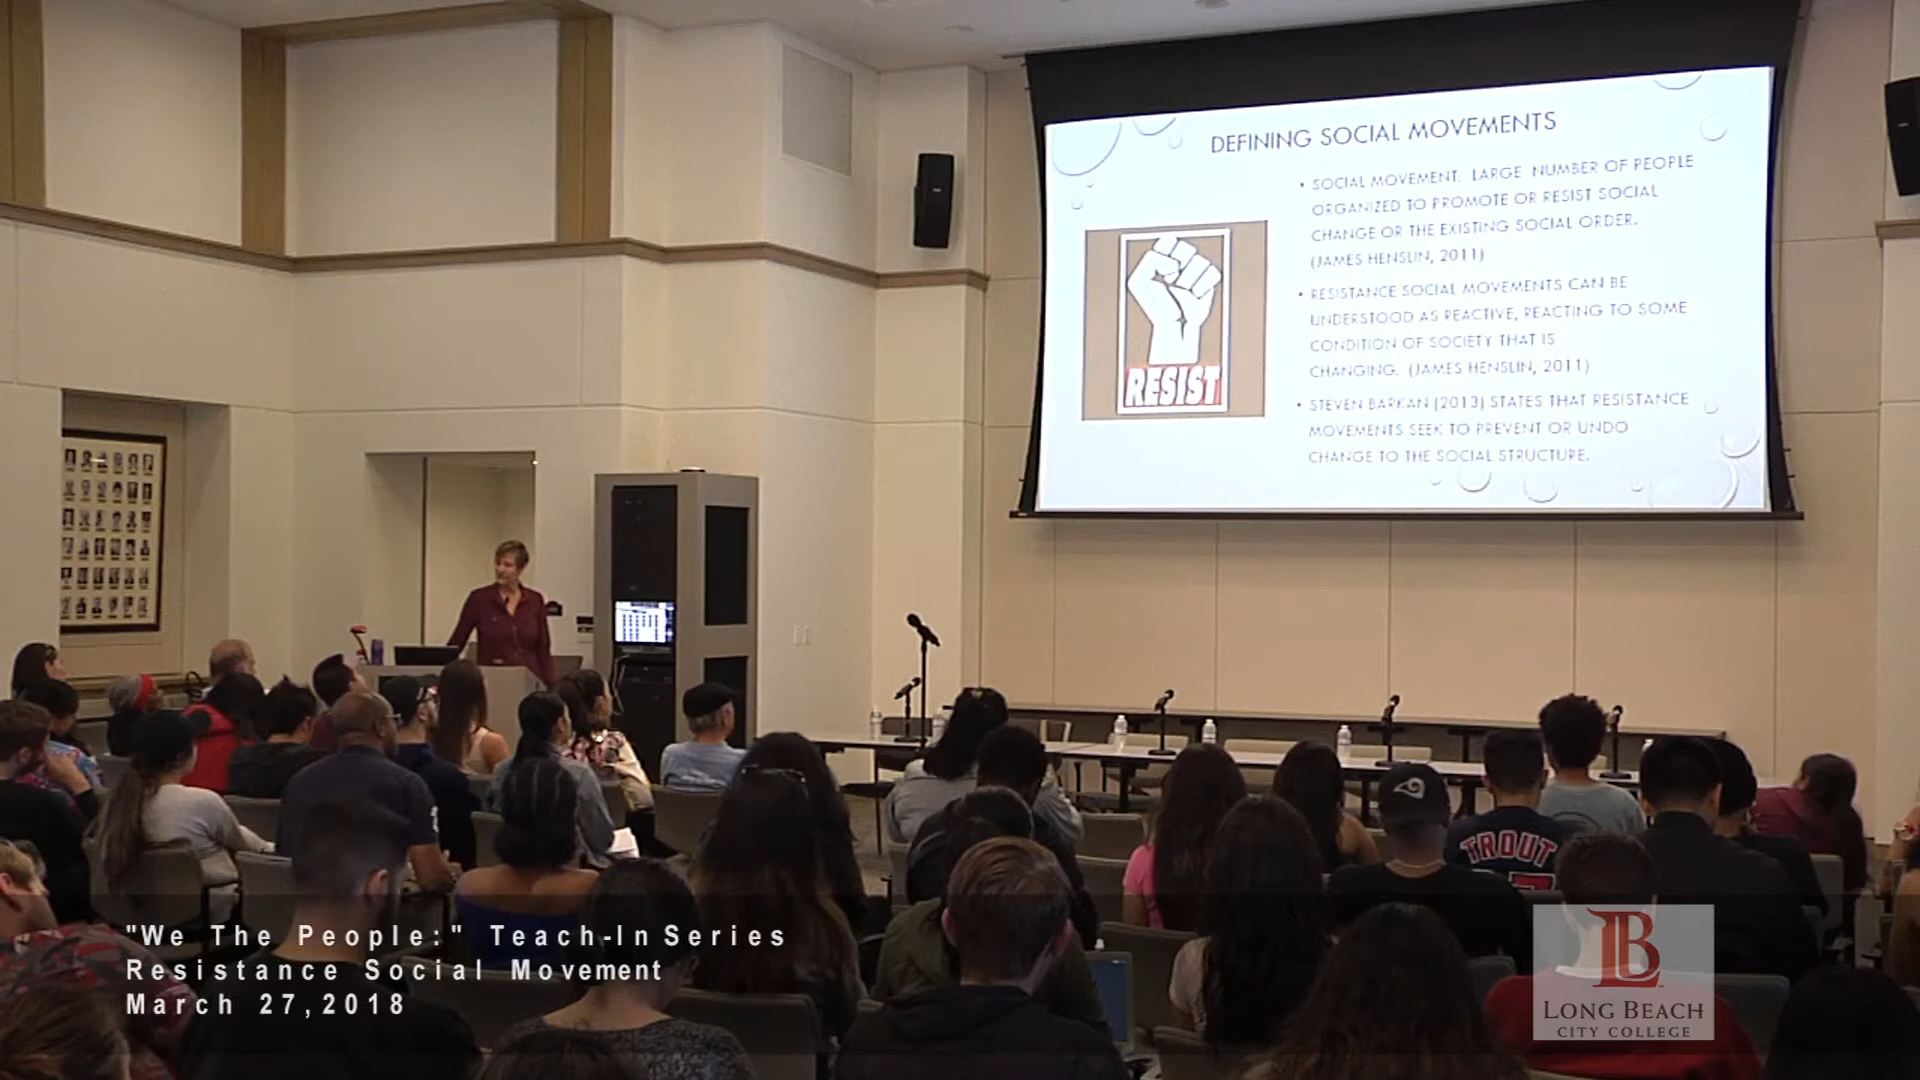 DEFINING SOCIAL MOVEMENTS
• SOCIAL MOVEMENT: LARGE NUMBER OF PEOPLE
ORGANIZED TO PROMOTE OR RESIST SOCIAL
CHANGE OR THE EXISTING SOCIAL ORDER.
(JAMES HENSLIN, 2011)
• RESISTANCE SOCIAL MOVEMENTS CAN BE
UNDERSTOOD AS REACTIVE, REACTING TO SOME
CONDITION OF SOCIETY THAT IS
CHANGING. (JAMES HENSLIN, 2011)
• STEVEN BARKAN (2013) STATES THAT RESISTANCE
MOVEMENTS SEEK TO PREVENT OR UNDO
CHANGE TO THE SOCIAL STRUCTURE.
RESIST
TROUT
"We The People:" Teach-In Series
Resistance Social Movement
March 27, 2018
LB
LONG BEACH
CITY COLLEGE